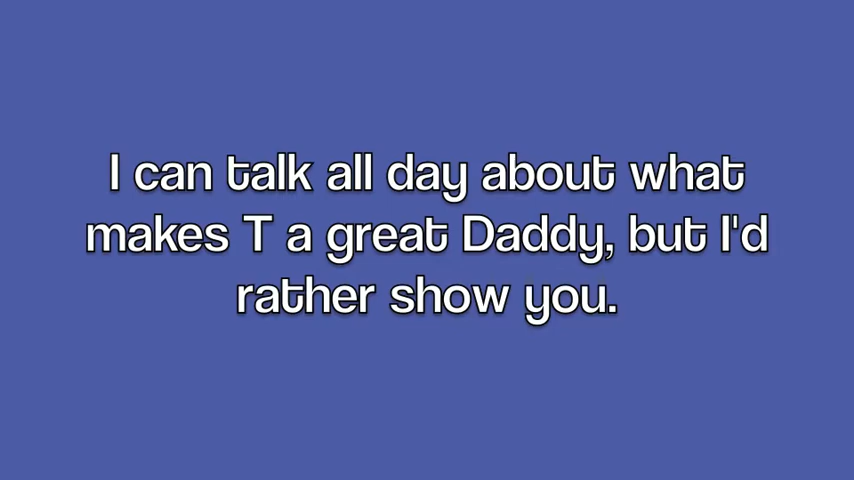 I can talk all day about what
makes T a great Daddy, but I'd
rather show you.